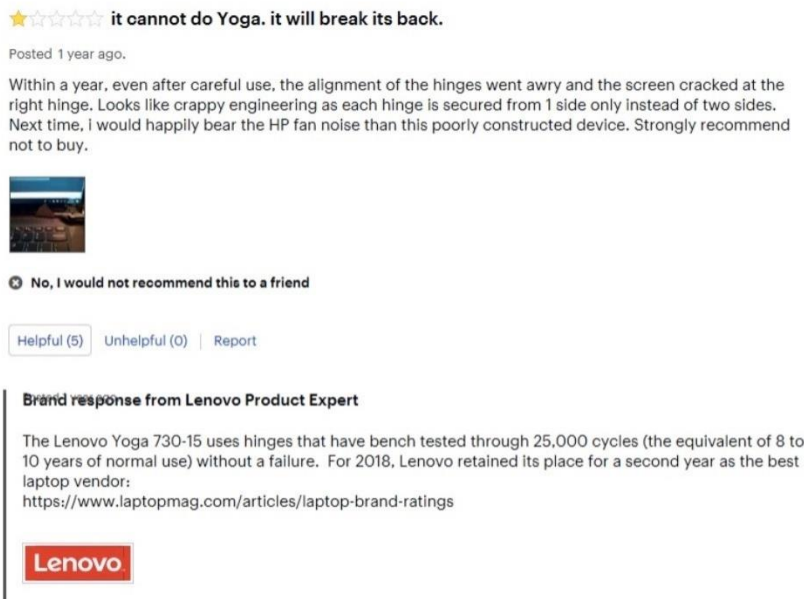 it cannot do Yoga. it will break its back.
Posted 1 year ago.
Within a year, even after careful use, the alignment of the hinges went awry and the screen cracked at the
right hinge. Looks like crappy engineering as each hinge is secured from 1 side only instead of two sides.
Next time, i would happily bear the HP fan noise than this poorly constructed device. Strongly recommend
not to buy.
No, I would not recommend this to a friend
Helpful (5) Unhelpful (0) | Report
Brand response from Lenovo Product Expert
The Lenovo Yoga 730-15 uses hinges that have bench tested through 25,000 cycles (the equivalent of 8 to
10 years of normal use) without a failure. For 2018, Lenovo retained its place for a second year as the best
laptop vendor:
https://www.laptopmag.com/articles/laptop-brand-ratings
Lenovo